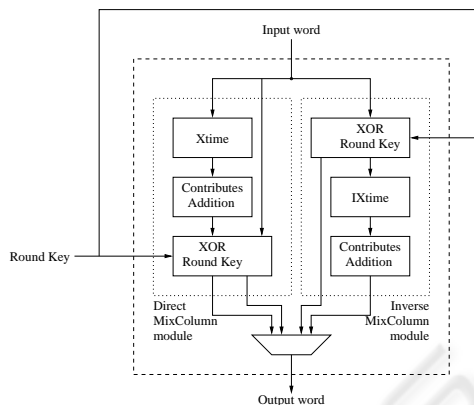 Input word
Xtime
XOR
Round Key
Contributes
Addition
IXtime
XOR
Round Key
Contributes
Addition
Round Key
Direct
MixColumn
module
Inverse
MixColumn
module
Output word